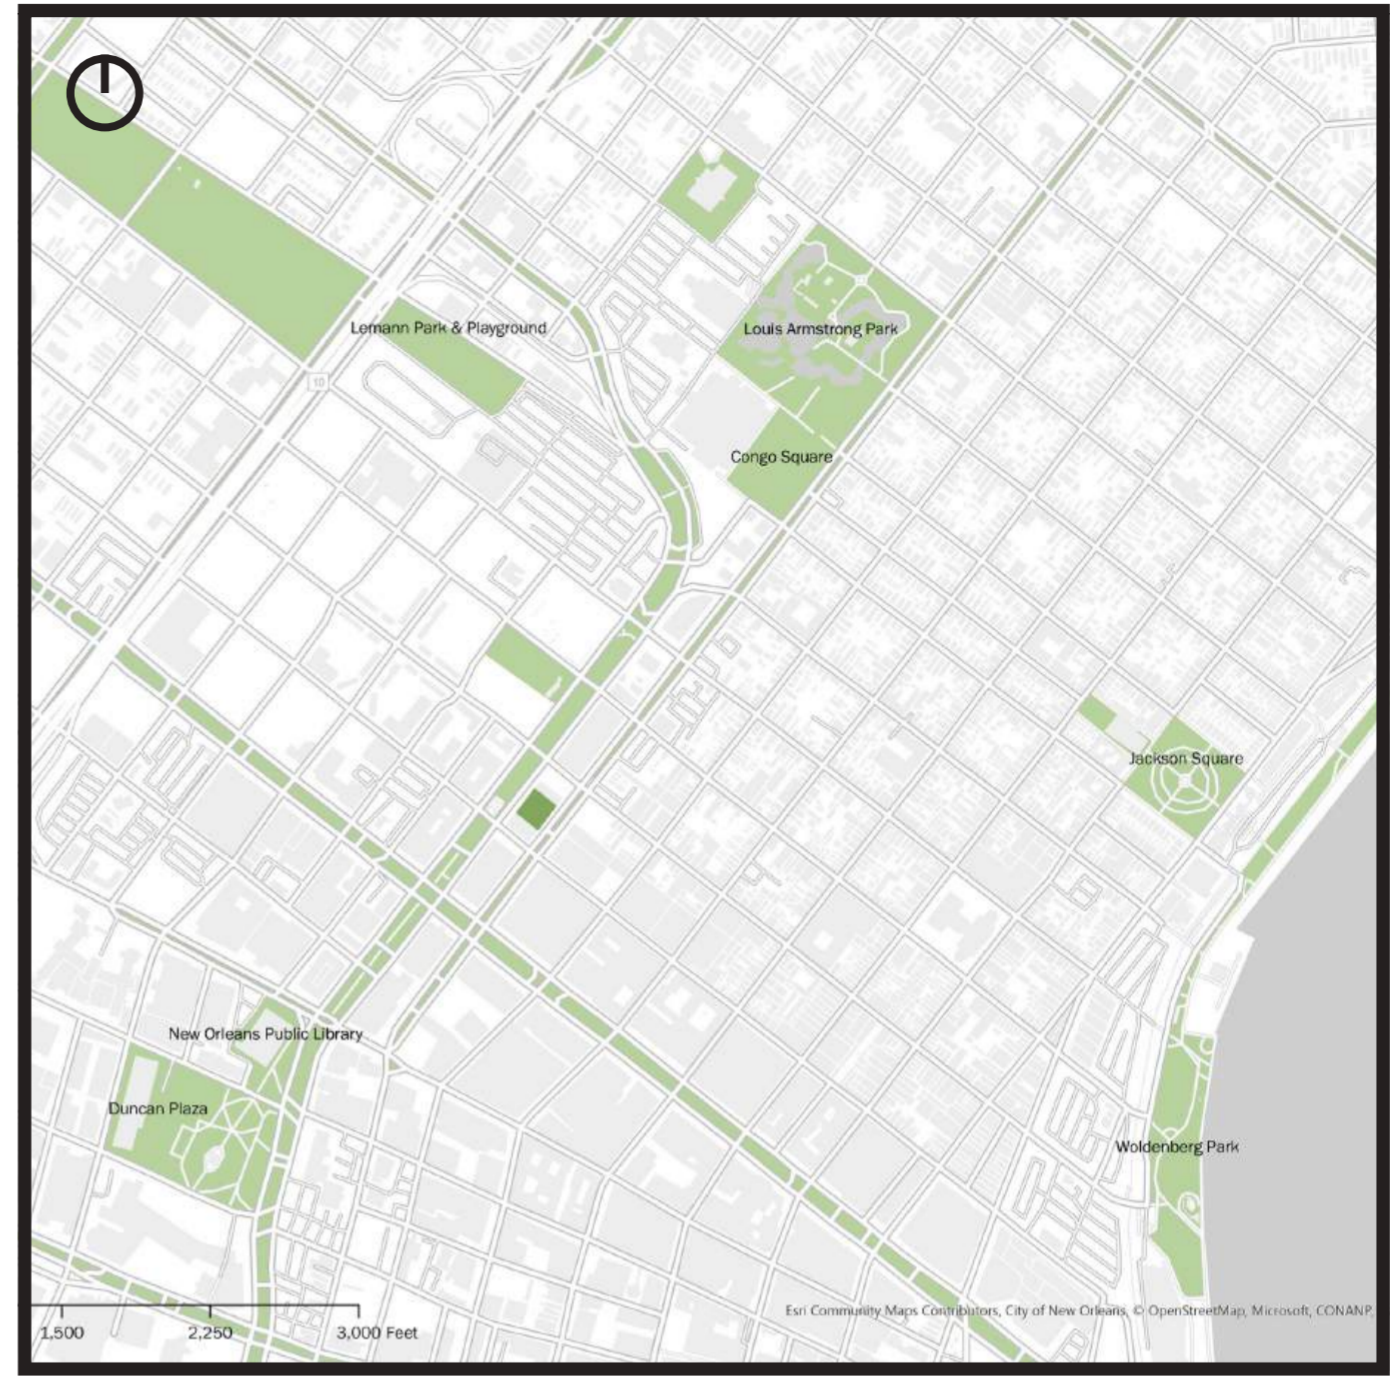 Lemann Park & Playground
Louis Armstrong Park
10
Congo Square
Jackson Square
New Orleans Public Library
Duncan Plaza
Woldenberg Park
Esri Community Maps Contributors, City of New Orleans, © OpenStreetMap, Microsoft, CONANP,
1,500 2,250 3,000 Feet